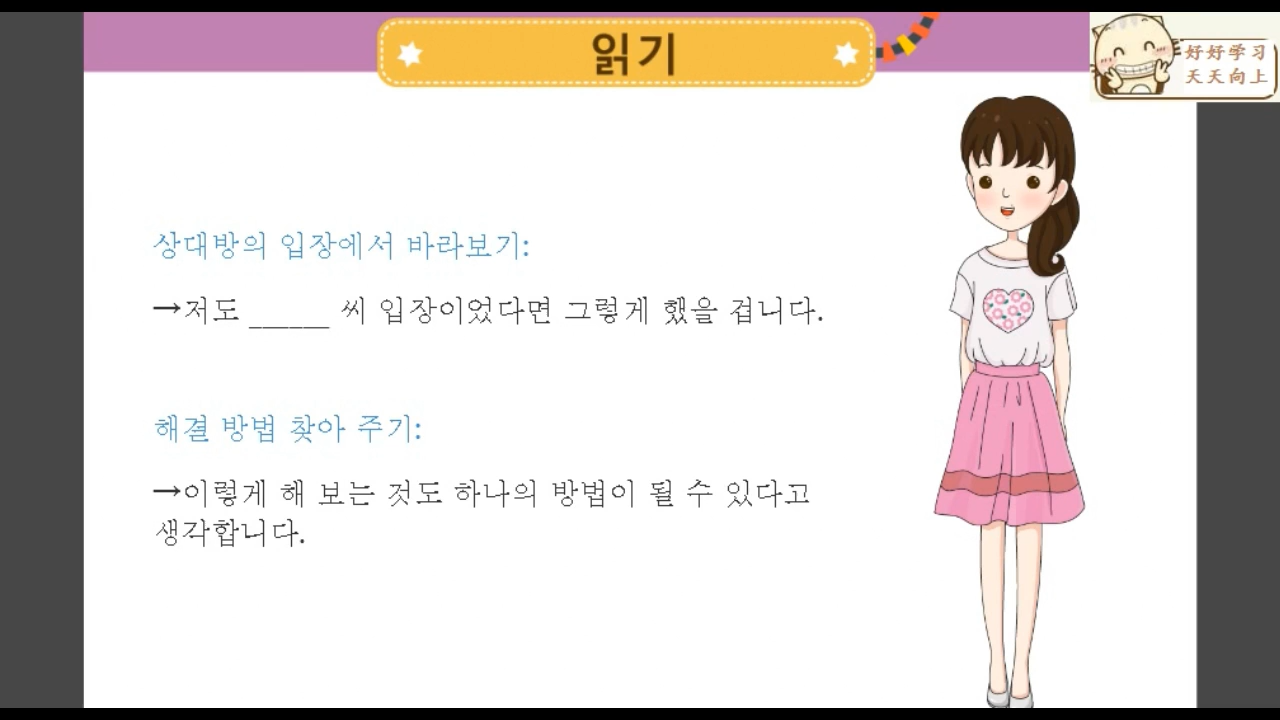 읽기
好好学习
天天向上
상대방의 입장에서 바라보기:
→저도 ______ 씨 입장이었다면 그렇게 했을 겁니다.
해결 방법 찾아 주기:
→이렇게 해 보는 것도 하나의 방법이 될 수 있다고
생각합니다.